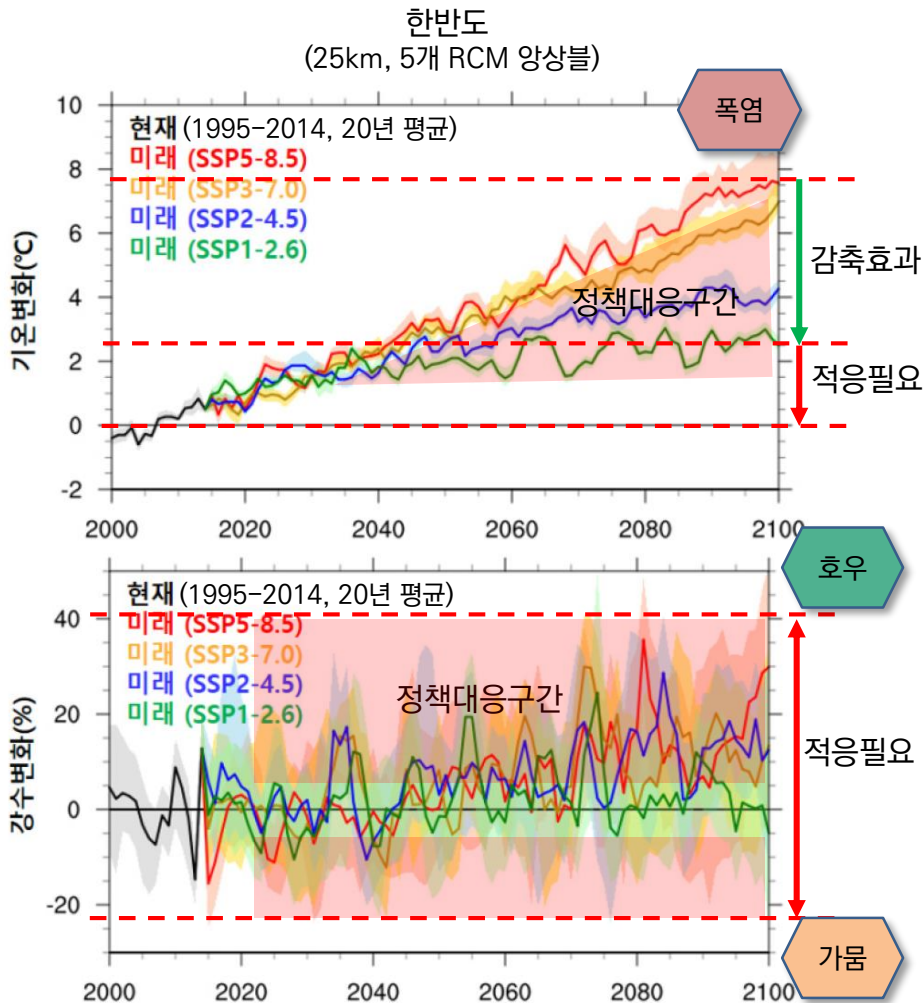 한반도
(25km, 5개 RCM 앙상블)
폭염
10
8
6
4
2
0
-2
기온변화(℃)
현재 (1995-2014, 20년 평균)
미래 (SSP5-8.5)
미래 (SSP3-7.0)
미래 (SSP2-4.5)
미래 (SSP1-2.6)
정책대응구간
감축효과
적응필요
2000 2020 2040 2060 2080 2100
호우
40
20
0
-20
강수변화(%)
현재 (1995-2014, 20년 평균)
미래 (SSP5-8.5)
미래 (SSP3-7.0)
미래 (SSP2-4.5)
미래 (SSP1-2.6)
정책대응구간
적응필요
가뭄
2000 2020 2040 2060 2080 2100